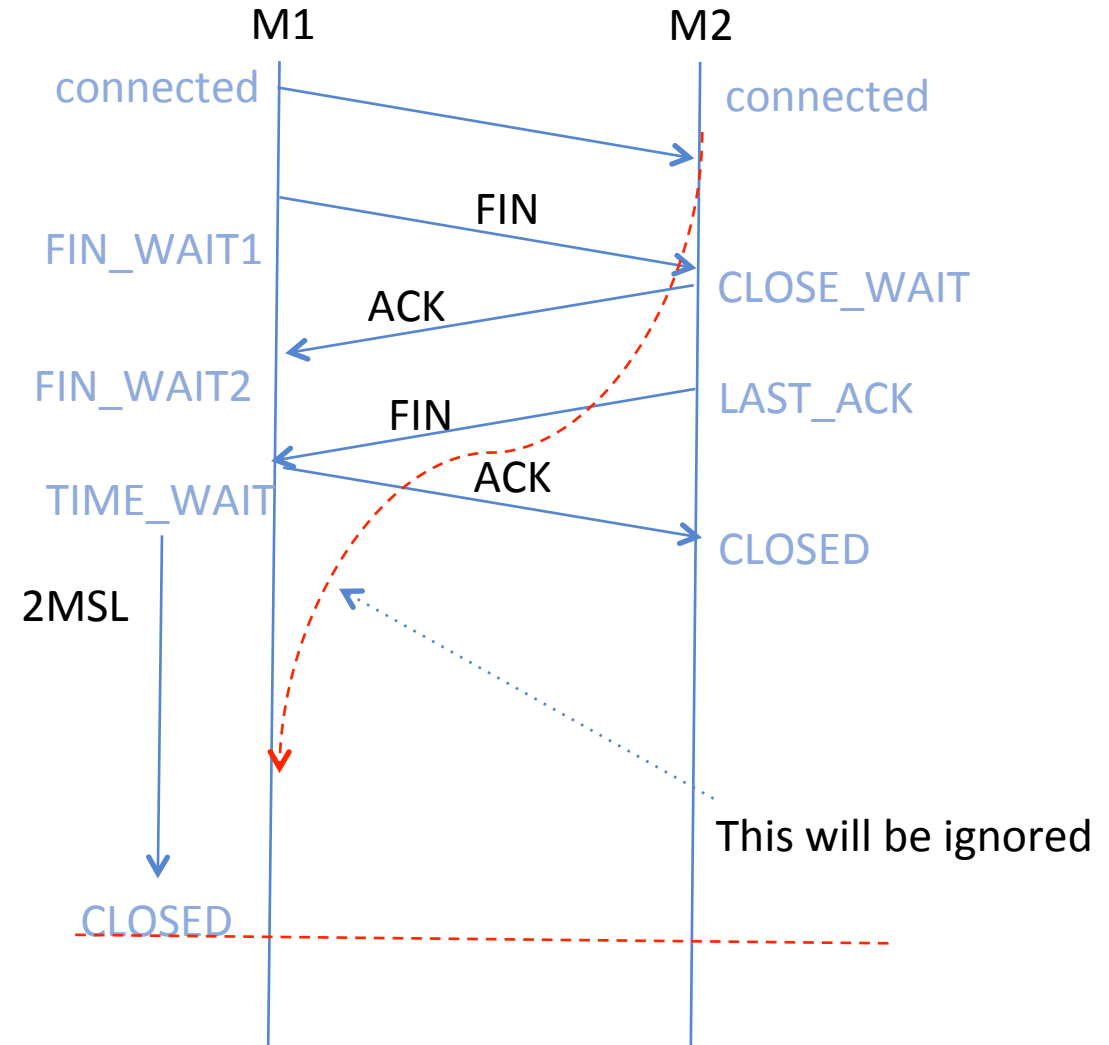 M1
M2
connected
connected
FIN
FIN_WAIT1
CLOSE_WAIT
ACK
FIN_WAIT2
LAST_ACK
FIN
ACK
TIME_WAIT
CLOSED
2MSL
This will be ignored
CLOSED